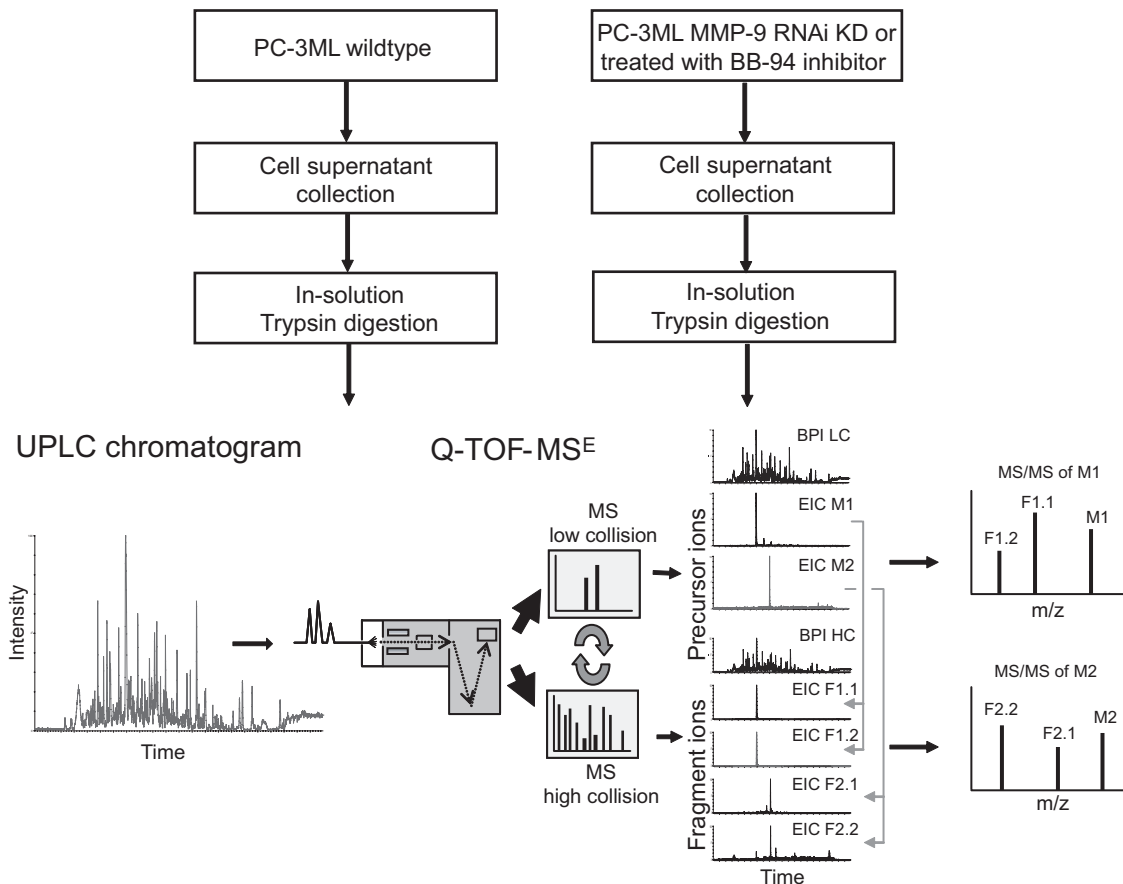 PC-3ML wildtype
PC-3ML MMP-9 RNAi KD or
treated with BB-94 inhibitor
Cell supernatant
collection
Cell supernatant
collection
In-solution
Trypsin digestion
In-solution
Trypsin digestion
UPLC chromatogram
Q-TOF-MSE
Intensity
Time
MS
low collision
MS
high collision
Precursor ions
Fragment ions
BPI LC
EIC M1
EIC M2
BPI HC
EIC F1.1
EIC F1.2
EIC F2.1
EIC F2.2
Time
MS/MS of M1
F1.2
F1.1
M1
m/z
MS/MS of M2
F2.2
F2.1
M2
m/z